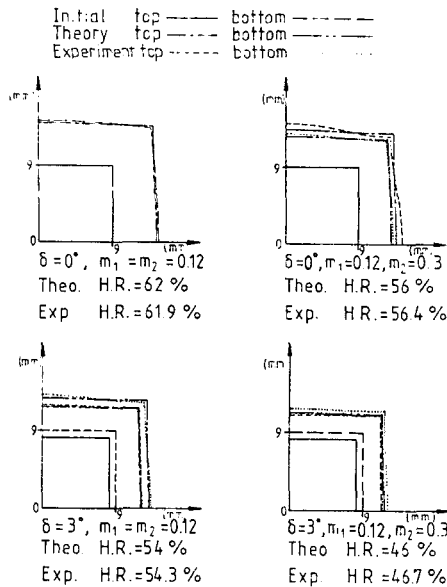 Initial top bottom
Theory top bottom
Experiment top bottom
(mm) (mm)
9 9
0 0
9 (mm) 9 (mm)
δ=0°, m₁=m₂=0.12 δ=0°, m₁=0.12, m₂=0.3
Theo. H.R.=62 % Theo. H.R.=56 %
Exp H.R.=61.9 % Exp. H.R.=56.4 %
(mm) (mm)
9 9
0 0
9 (mm) 9 (mm)
δ=3°, m₁=m₂=0.12 δ=3°, m₁=0.12, m₂=0.3
Theo. H.R.=54 % Theo H.R.=46 %
Exp. H.R.=54.3 % Exp. H.R.=46.7 %